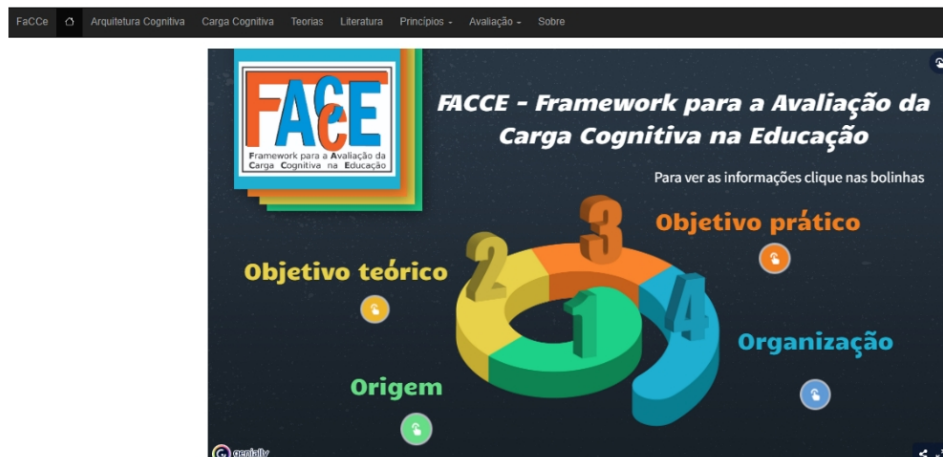 FaCCe Arquitetura Cognitiva Carga Cognitiva Teorias Literatura Princípios Avaliação Sobre
FACCE
Framework para a Avaliação da
Carga Cognitiva na Educação
FACCE - Framework para a Avaliação da
Carga Cognitiva na Educação
Para ver as informações clique nas bolinhas
3
Objetivo prático
2
Objetivo teórico
1
4
Organização
Origem
genially